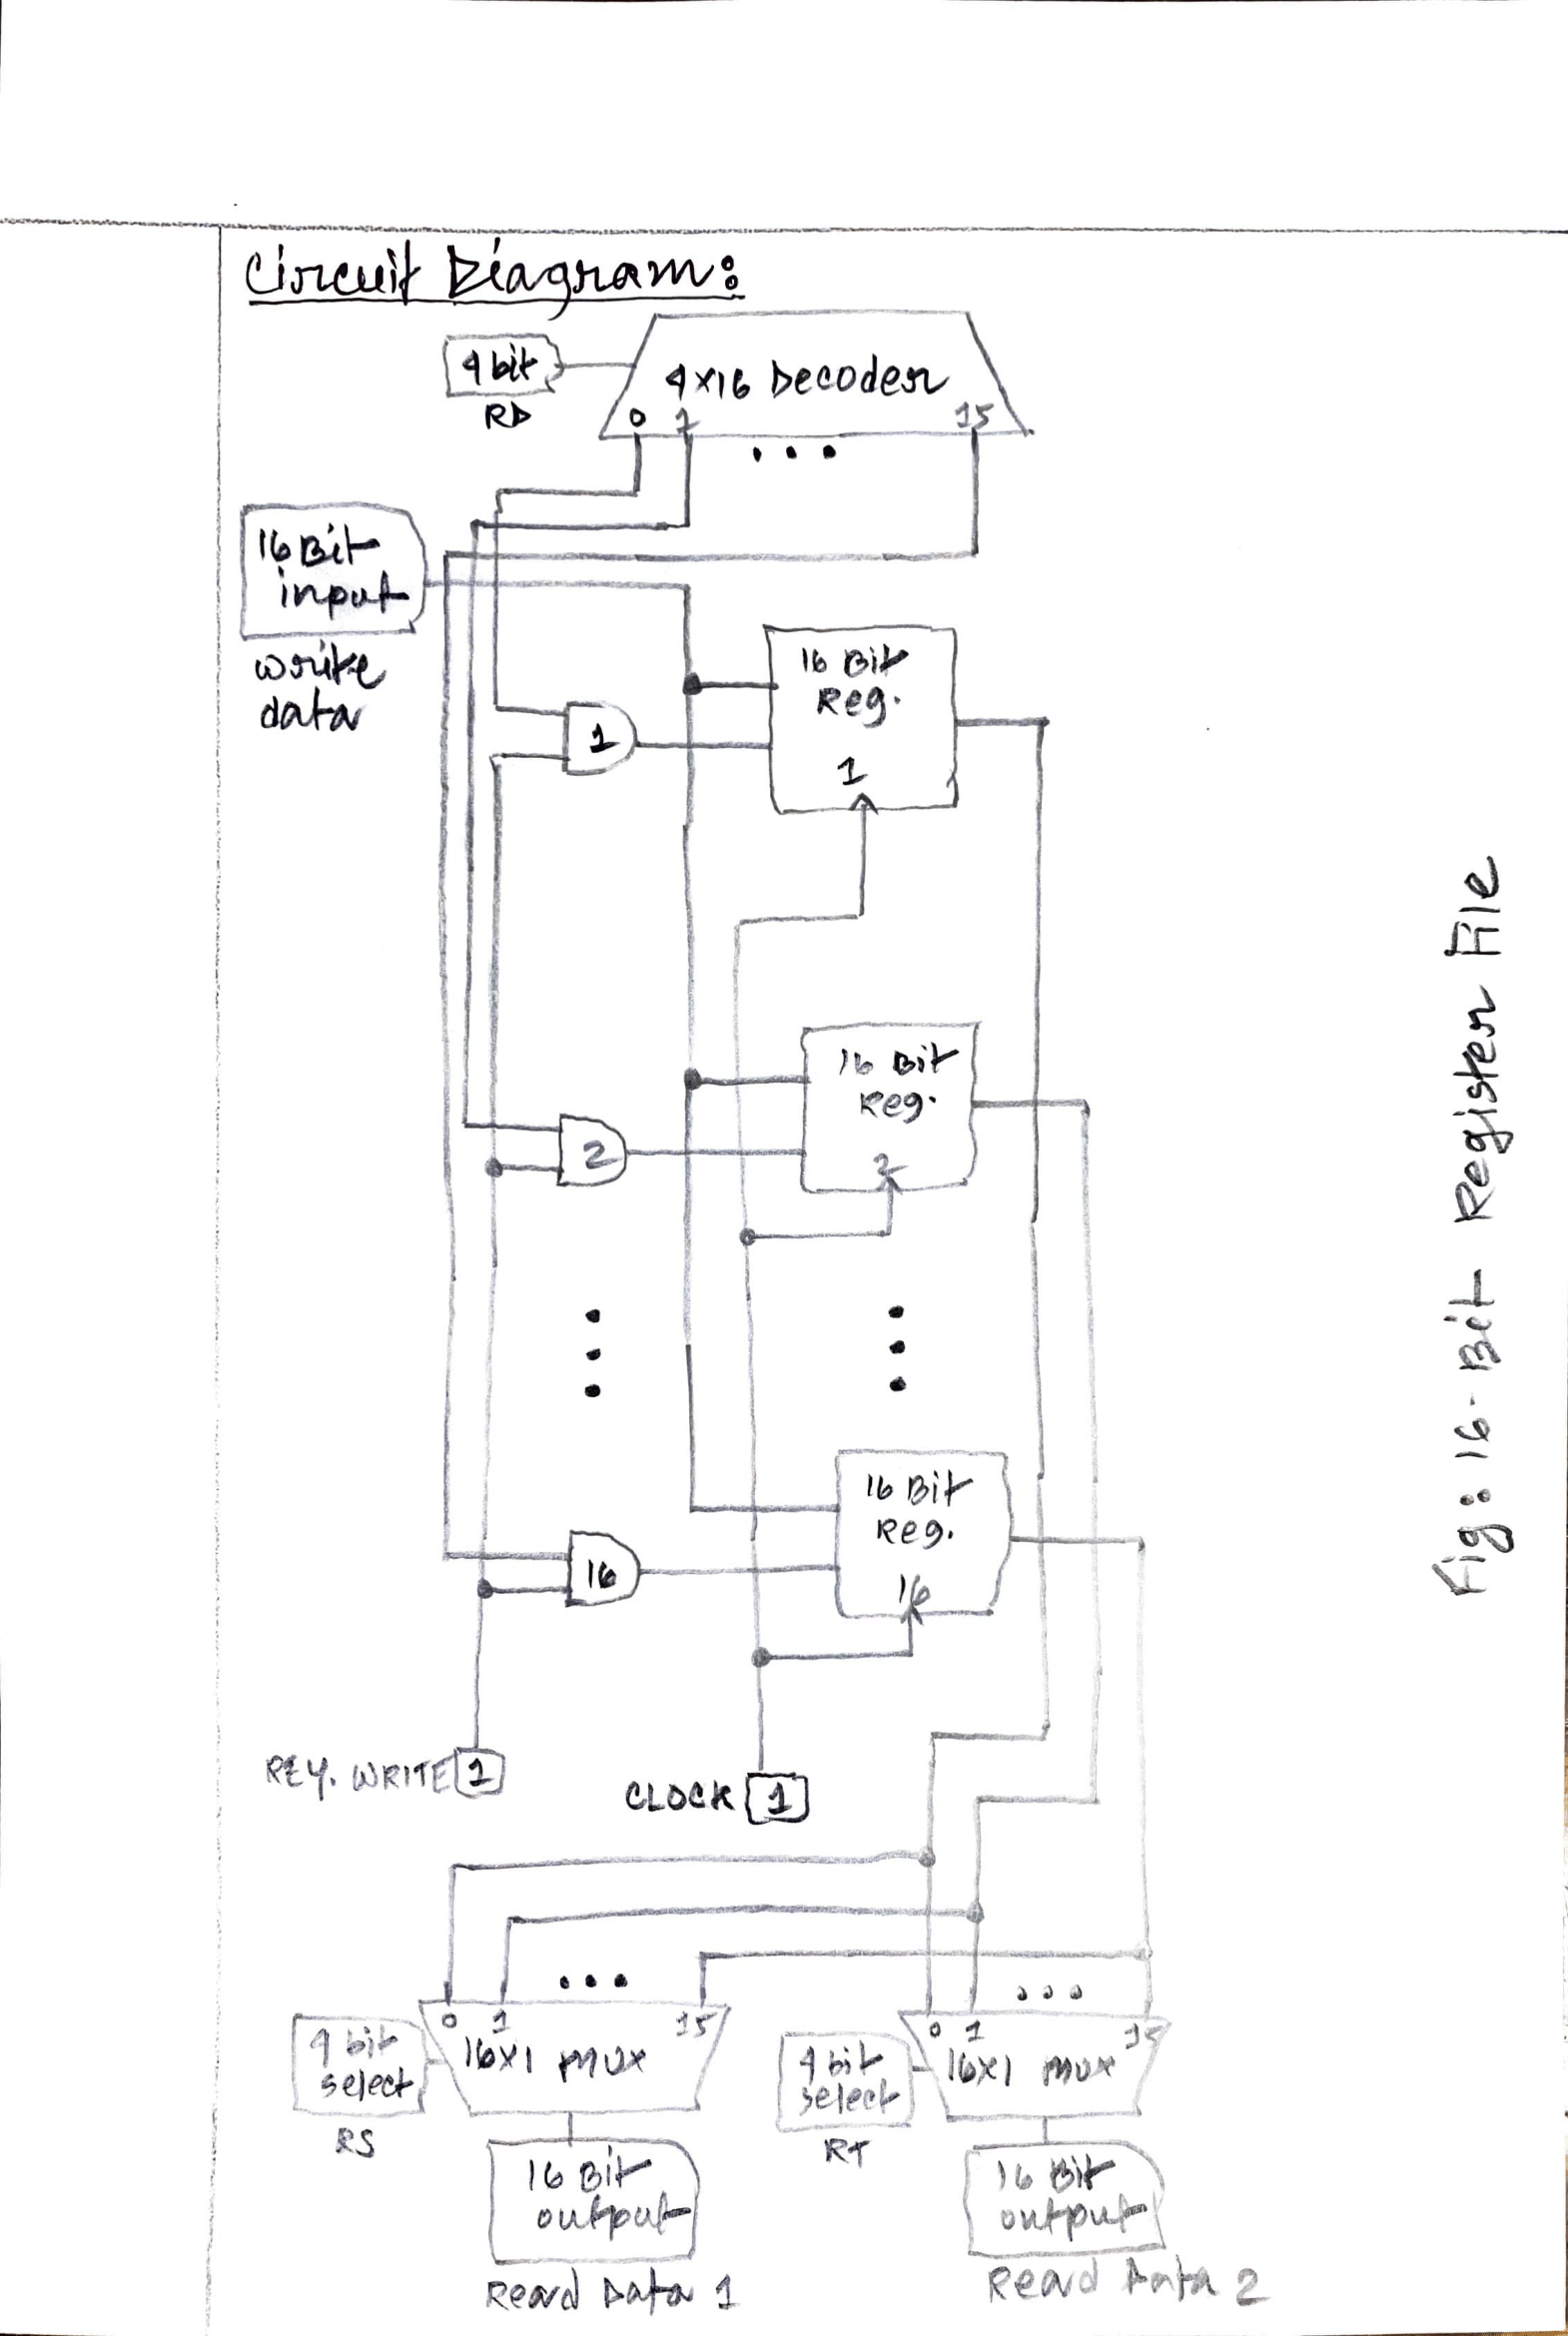 Circuit Diagram:
4 bit
RD
4x16 Decoder
0 1 15
16 Bit
input
write
data
16 Bit
Reg.
1
1
16 Bit
Reg.
2
2
16 Bit
Reg.
16
16
REY. WRITE 1
CLOCK 1
0 1 15
16x1 mux
4 bit
select
RS
0 1 15
16x1 mux
4 bit
select
RT
16 Bit
output
Read Data 1
16 Bit
output
Read Data 2
Fig: 16-Bit Register File